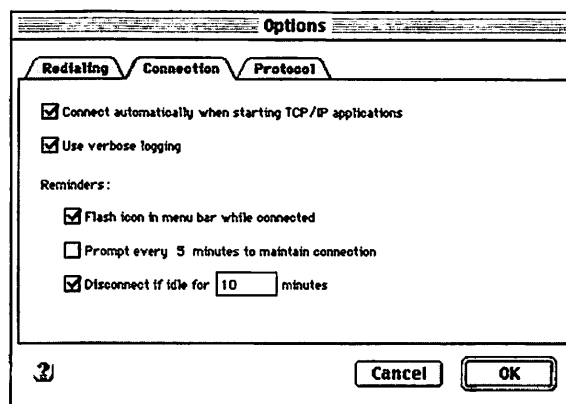 Options
Redialing Connection Protocol
Connect automatically when starting TCP/IP applications
Use verbose logging
Reminders:
Flash icon in menu bar while connected
Prompt every 5 minutes to maintain connection
Disconnect if idle for 10 minutes
?
Cancel OK